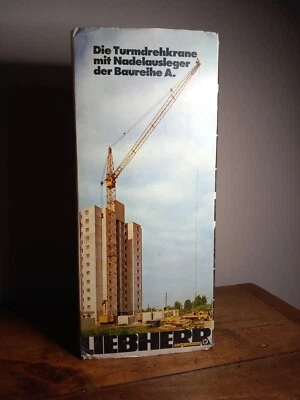 Die Turmdrehkrane
mit Nadelausleger
der Baureihe A.
LIEBHERR